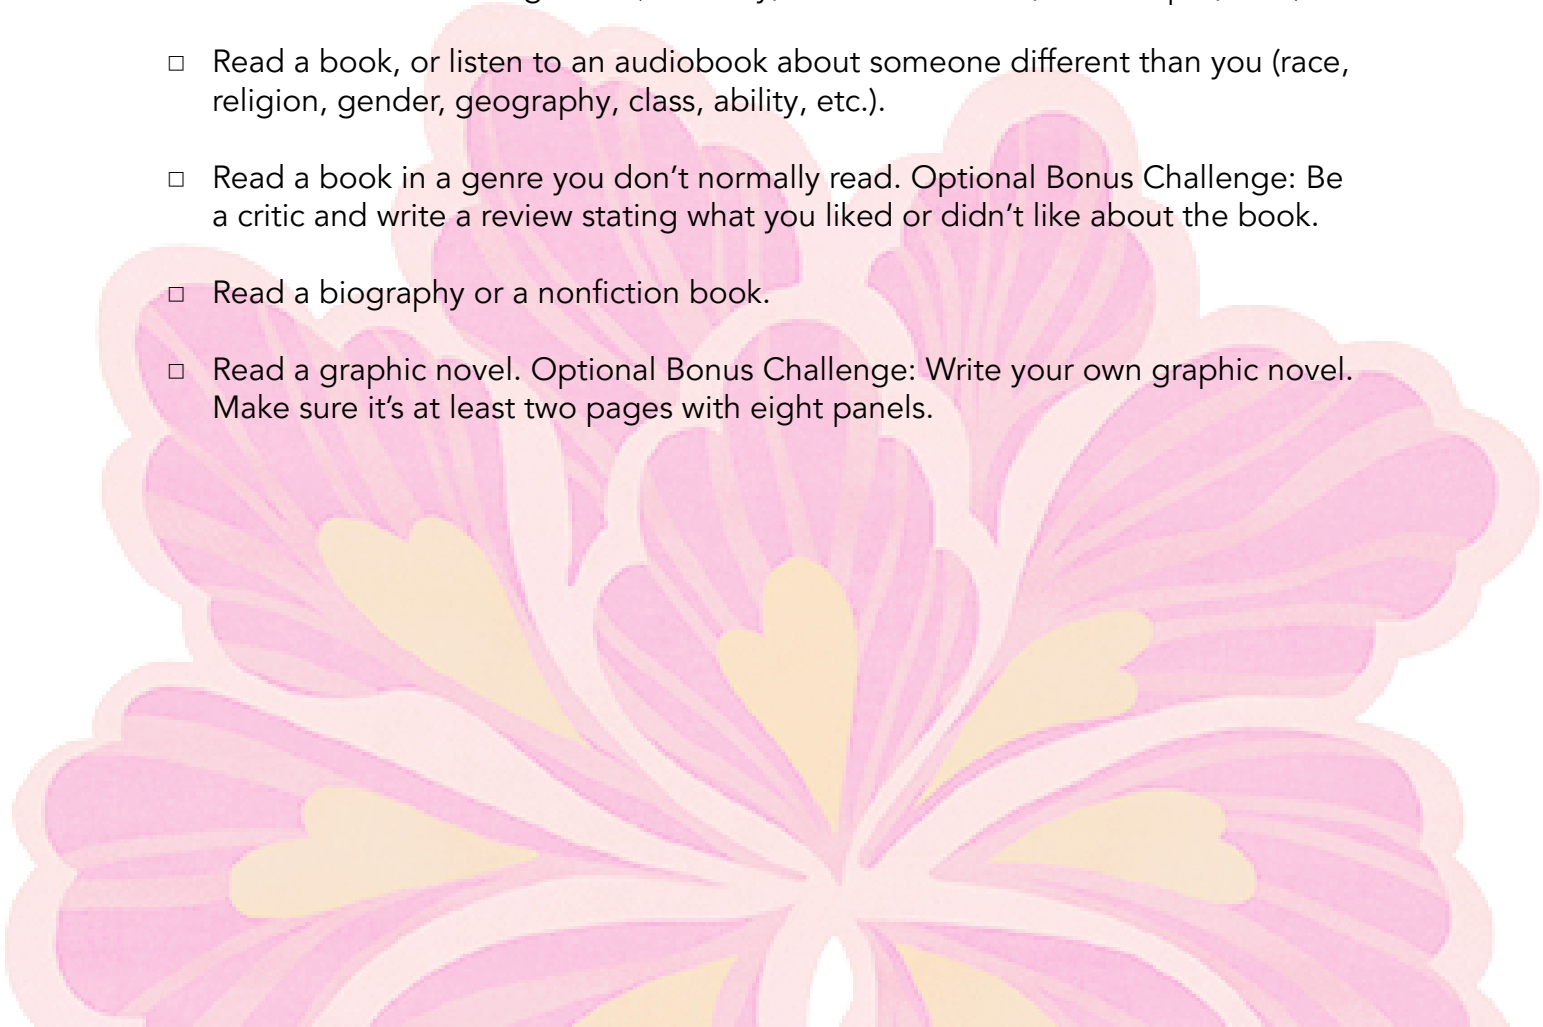 □ Read a book, or listen to an audiobook about someone different than you (race,
religion, gender, geography, class, ability, etc.).
□ Read a book in a genre you don’t normally read. Optional Bonus Challenge: Be
a critic and write a review stating what you liked or didn’t like about the book.
□ Read a biography or a nonfiction book.
□ Read a graphic novel. Optional Bonus Challenge: Write your own graphic novel.
Make sure it’s at least two pages with eight panels.